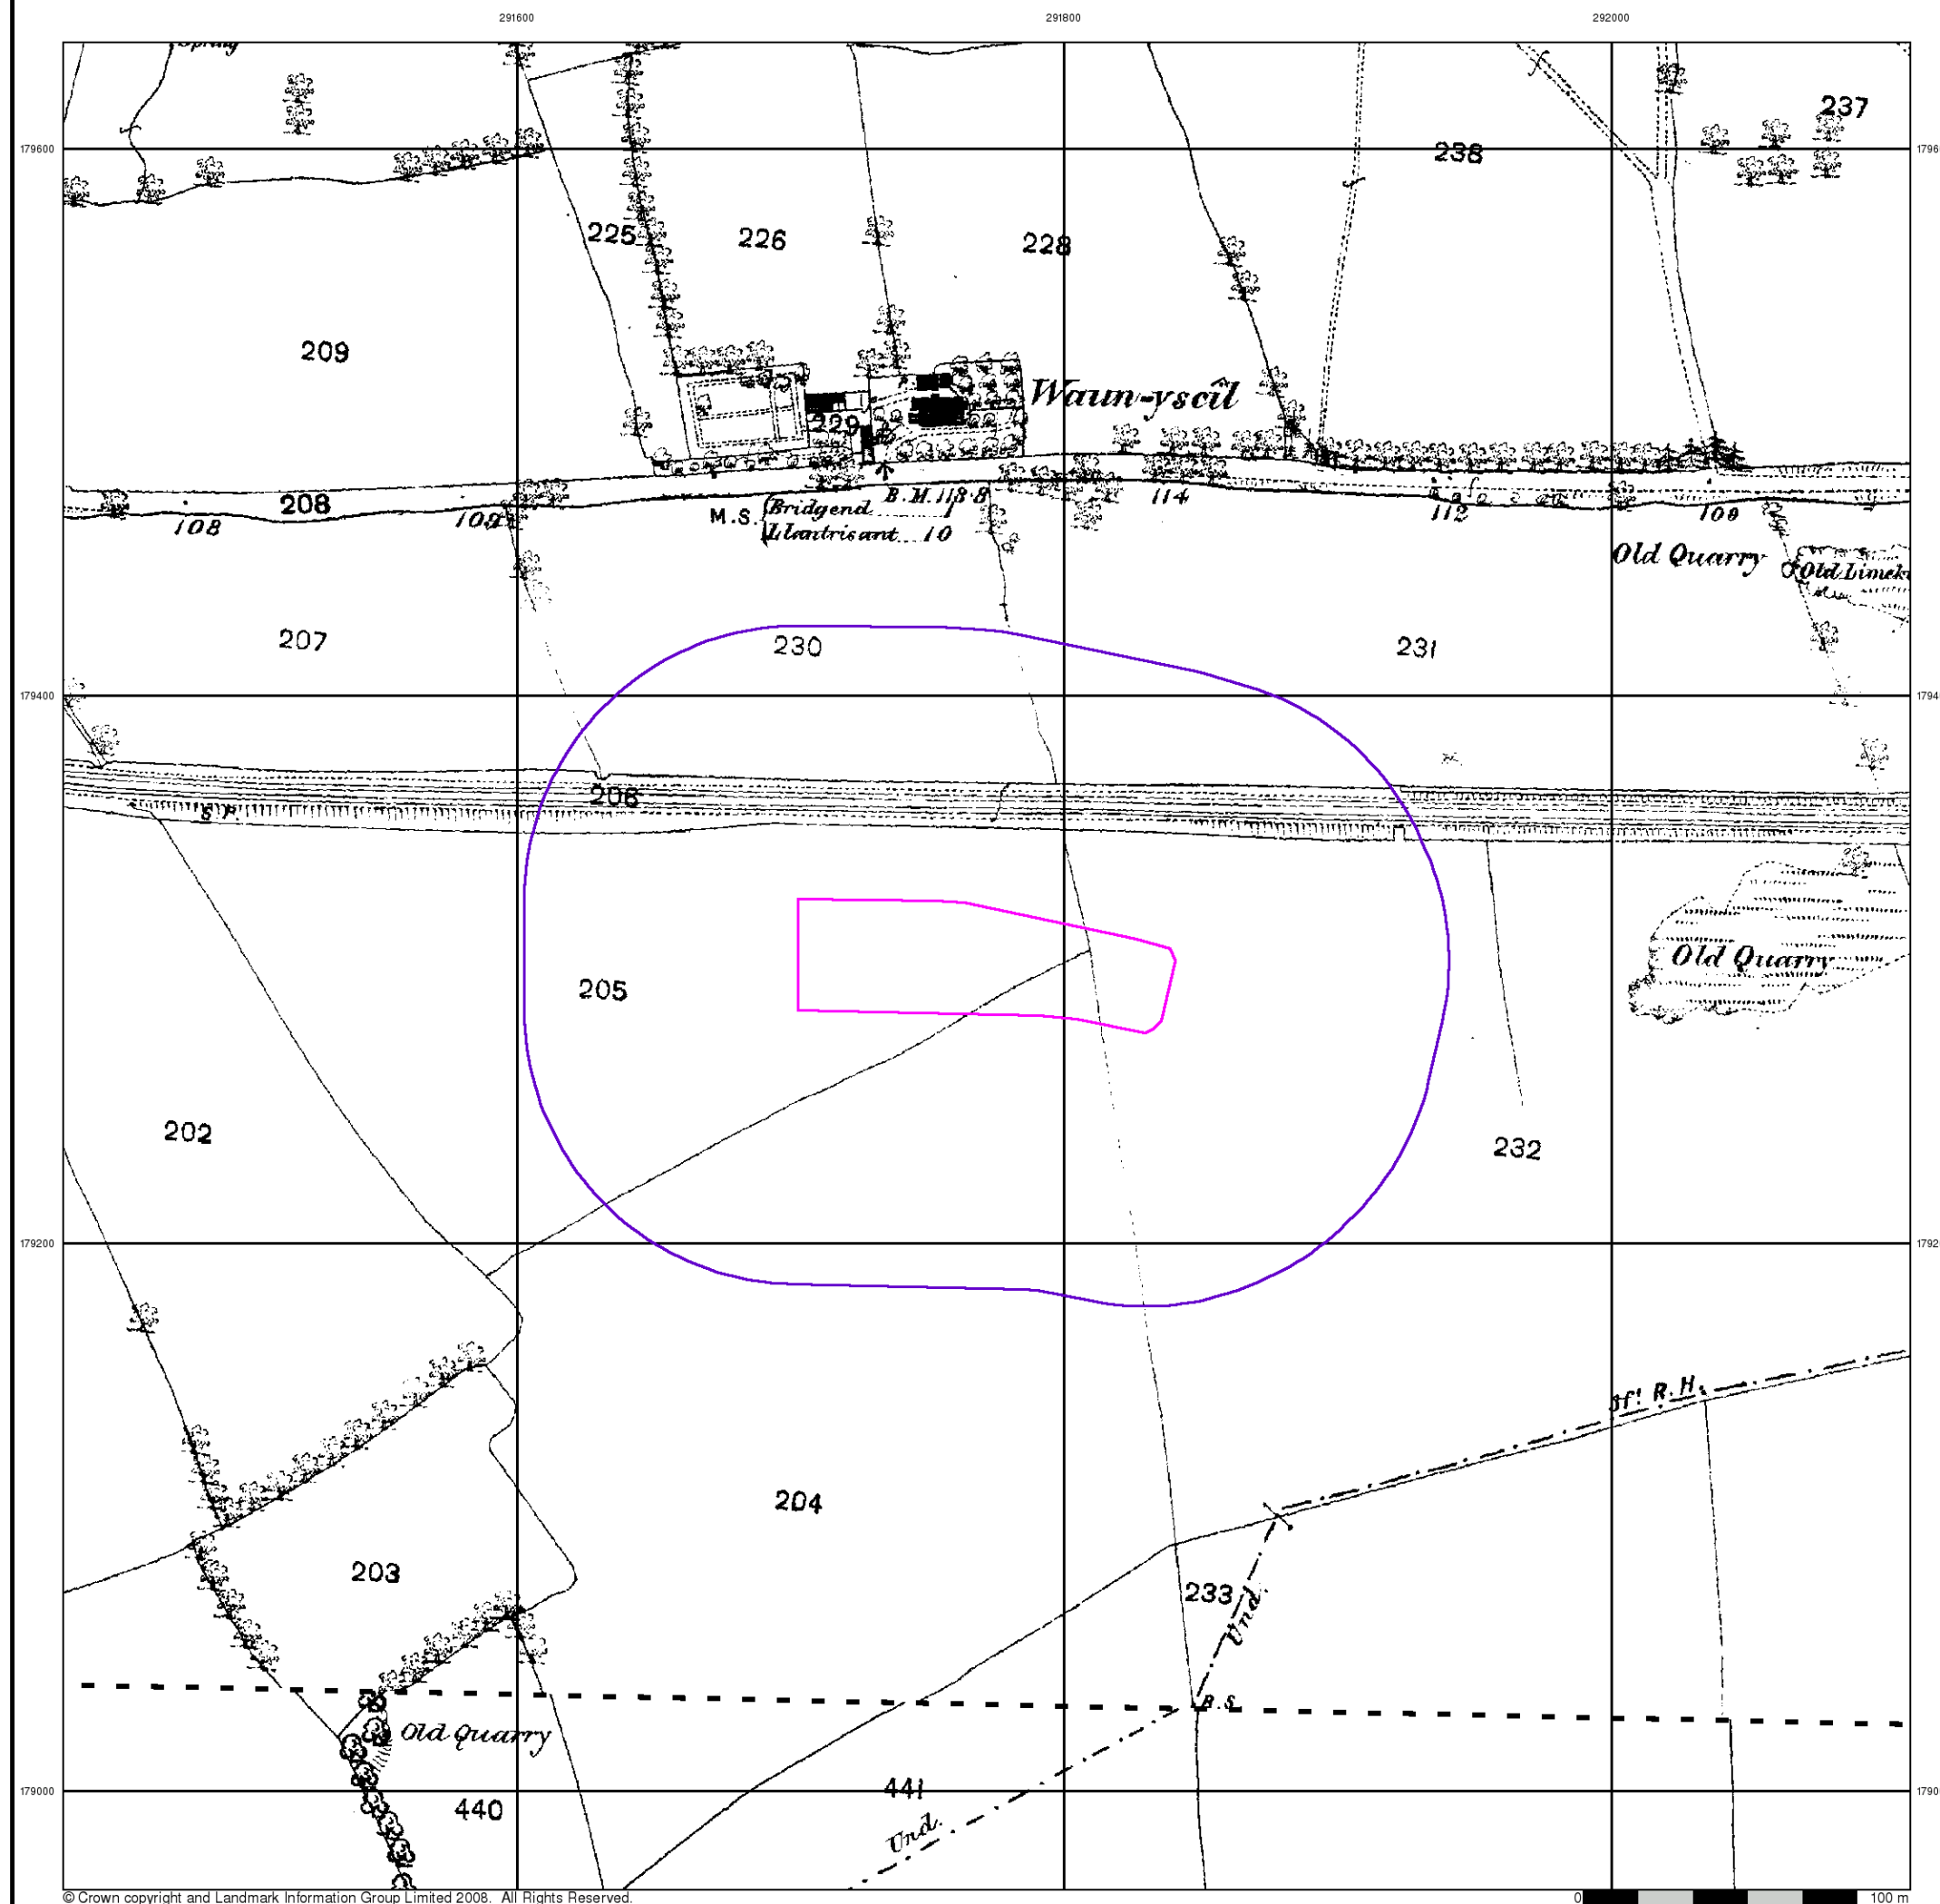 291600 291800 292000
Spring
237
179600 238 1796
225 226 228
209
Waun-yscîl
229
208 B.M. 118·8 114
108 109 M.S. Bridgend 1 112 109
Llantrisant 10
Old Quarry Old Limek
207 230 231
179400 1794
206
S.P.
Old Quarry
205
202 232
179200 1792
R.H.
204
203 233
Und
B.S.
Old Quarry
179000 441 1790
440
Und.
© Crown copyright and Landmark Information Group Limited 2008. All Rights Reserved. 0 100 m